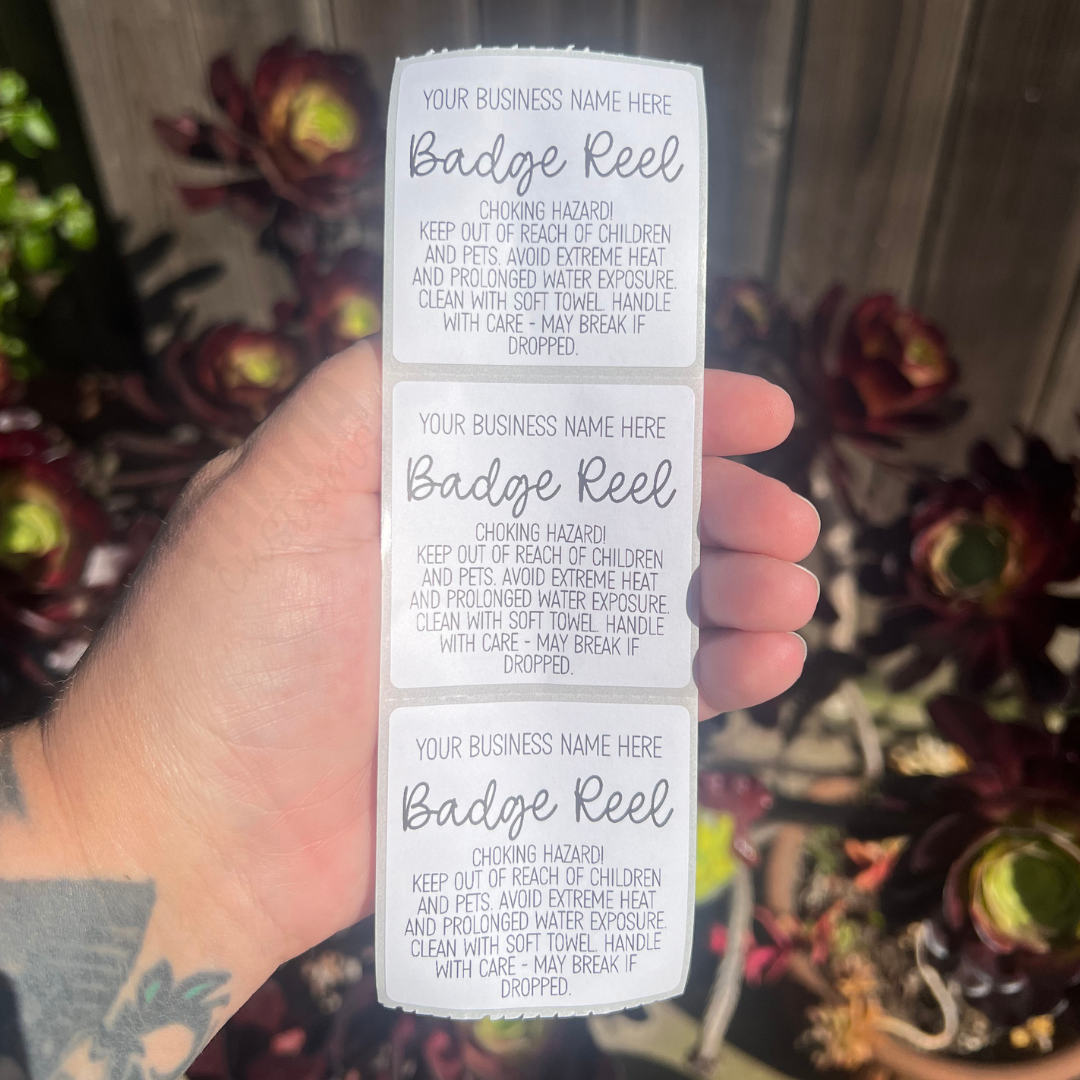 YOUR BUSINESS NAME HERE
Badge Reel
CHOKING HAZARD!
KEEP OUT OF REACH OF CHILDREN
AND PETS. AVOID EXTREME HEAT
AND PROLONGED WATER EXPOSURE.
CLEAN WITH SOFT TOWEL. HANDLE
WITH CARE - MAY BREAK IF
DROPPED.
YOUR BUSINESS NAME HERE
Badge Reel
CHOKING HAZARD!
KEEP OUT OF REACH OF CHILDREN
AND PETS. AVOID EXTREME HEAT
AND PROLONGED WATER EXPOSURE.
CLEAN WITH SOFT TOWEL. HANDLE
WITH CARE - MAY BREAK IF
DROPPED.
YOUR BUSINESS NAME HERE
Badge Reel
CHOKING HAZARD!
KEEP OUT OF REACH OF CHILDREN
AND PETS. AVOID EXTREME HEAT
AND PROLONGED WATER EXPOSURE.
CLEAN WITH SOFT TOWEL. HANDLE
WITH CARE - MAY BREAK IF
DROPPED.